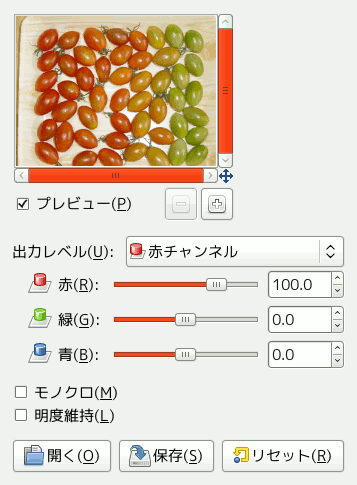 プレビュー(P)
出力レベル(U): 赤チャンネル
赤(R): 100.0
緑(G): 0.0
青(B): 0.0
モノクロ(M)
明度維持(L)
開く(O) 保存(S) リセット(R)